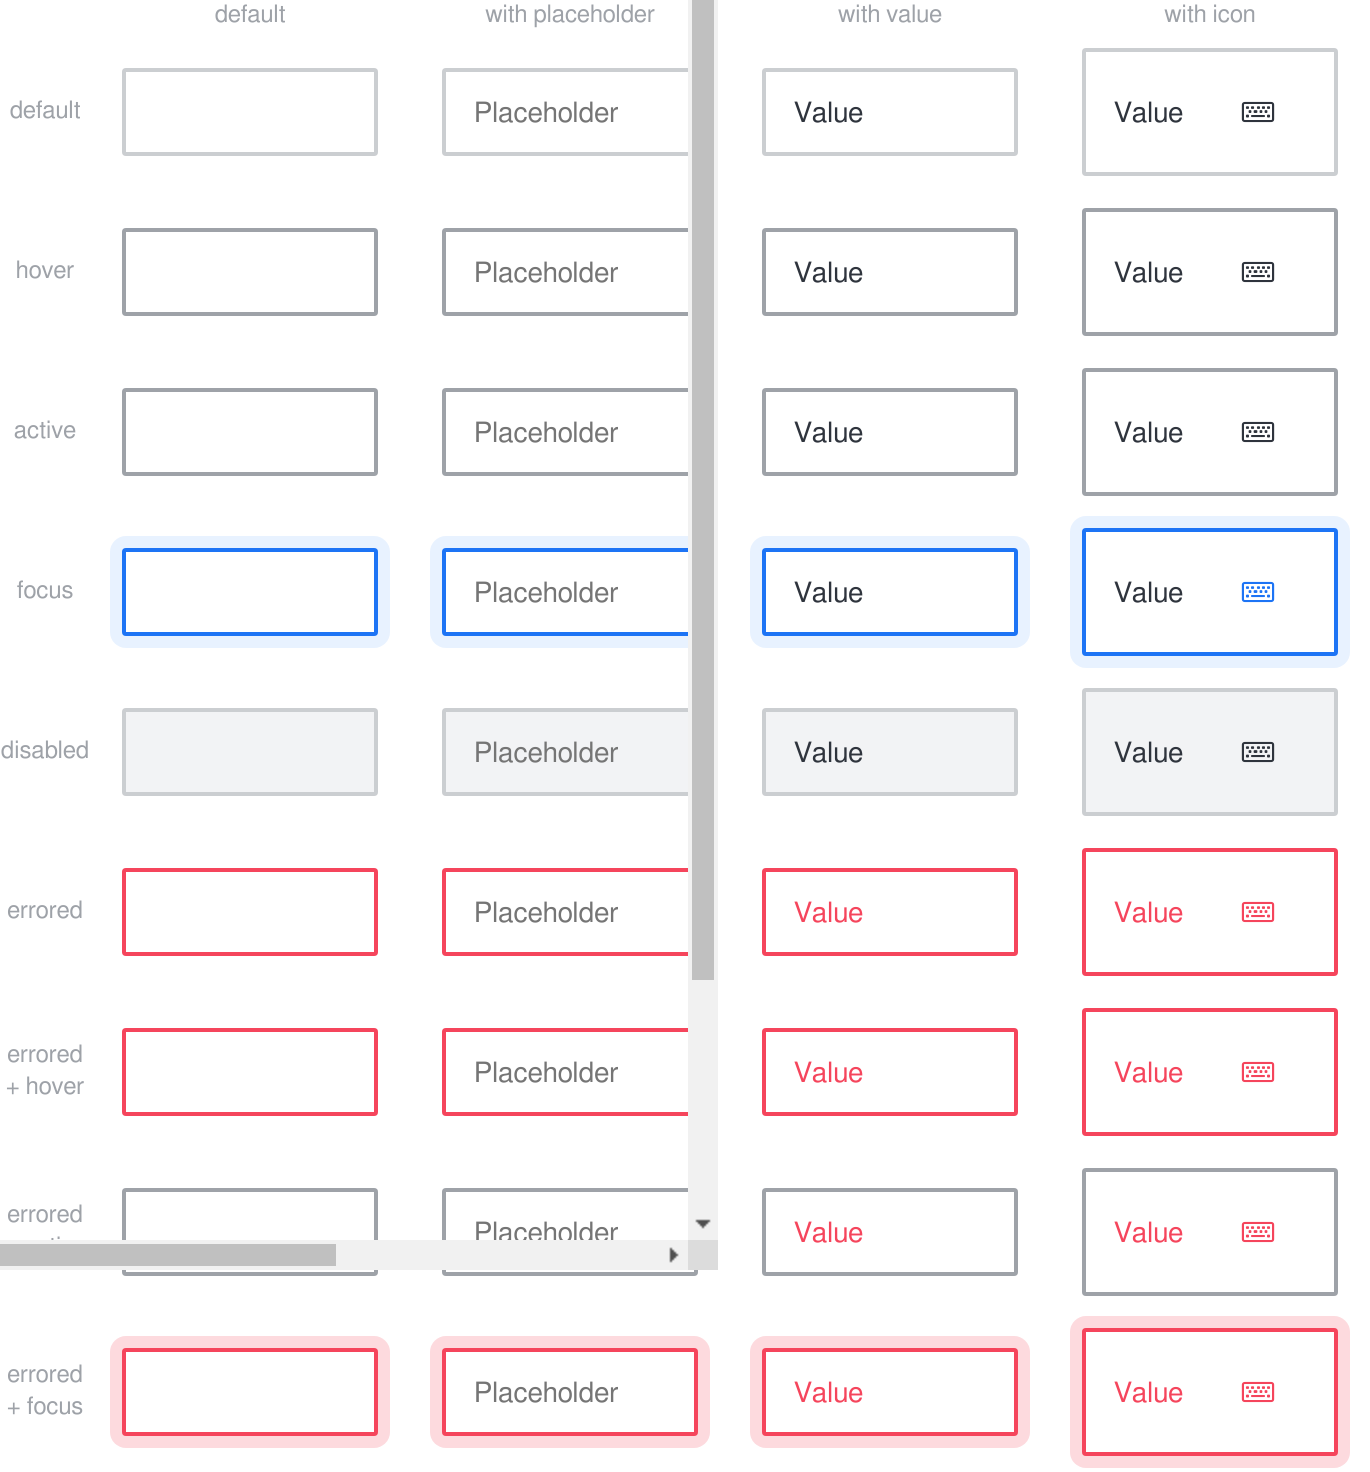 default with placeholder with value with icon
default Placeholder Value Value
hover Placeholder Value Value
active Placeholder Value Value
focus Placeholder Value Value
disabled Placeholder Value Value
errored Placeholder Value Value
errored
+ hover Placeholder Value Value
errored Placeholder Value Value
errored
+ focus Placeholder Value Value